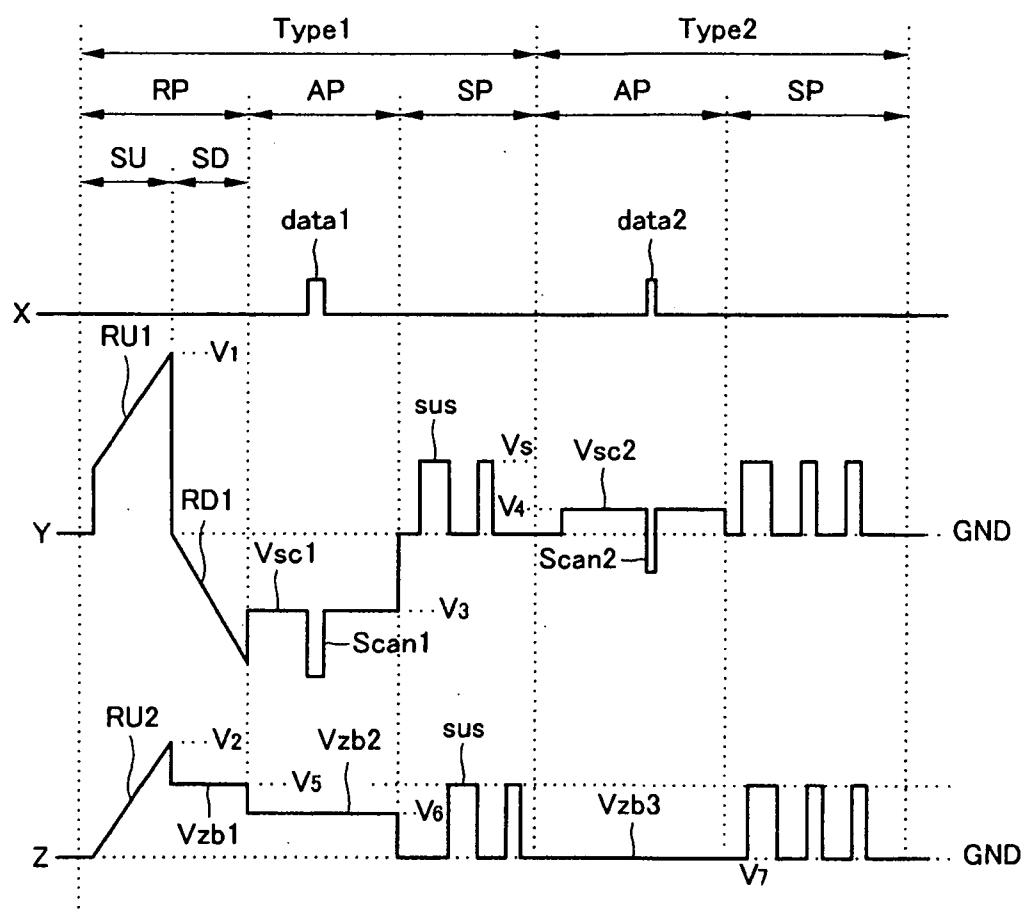 Type1 Type2
RP AP SP AP SP
SU SD
data1 data2
X
RU1 V1
sus
Vs Vsc2
RD1 V4
Y GND
Vsc1 Scan2
V3
Scan1
RU2 V2 Vzb2 sus
V5
Vzb1 V6 Vzb3
Z GND
V7